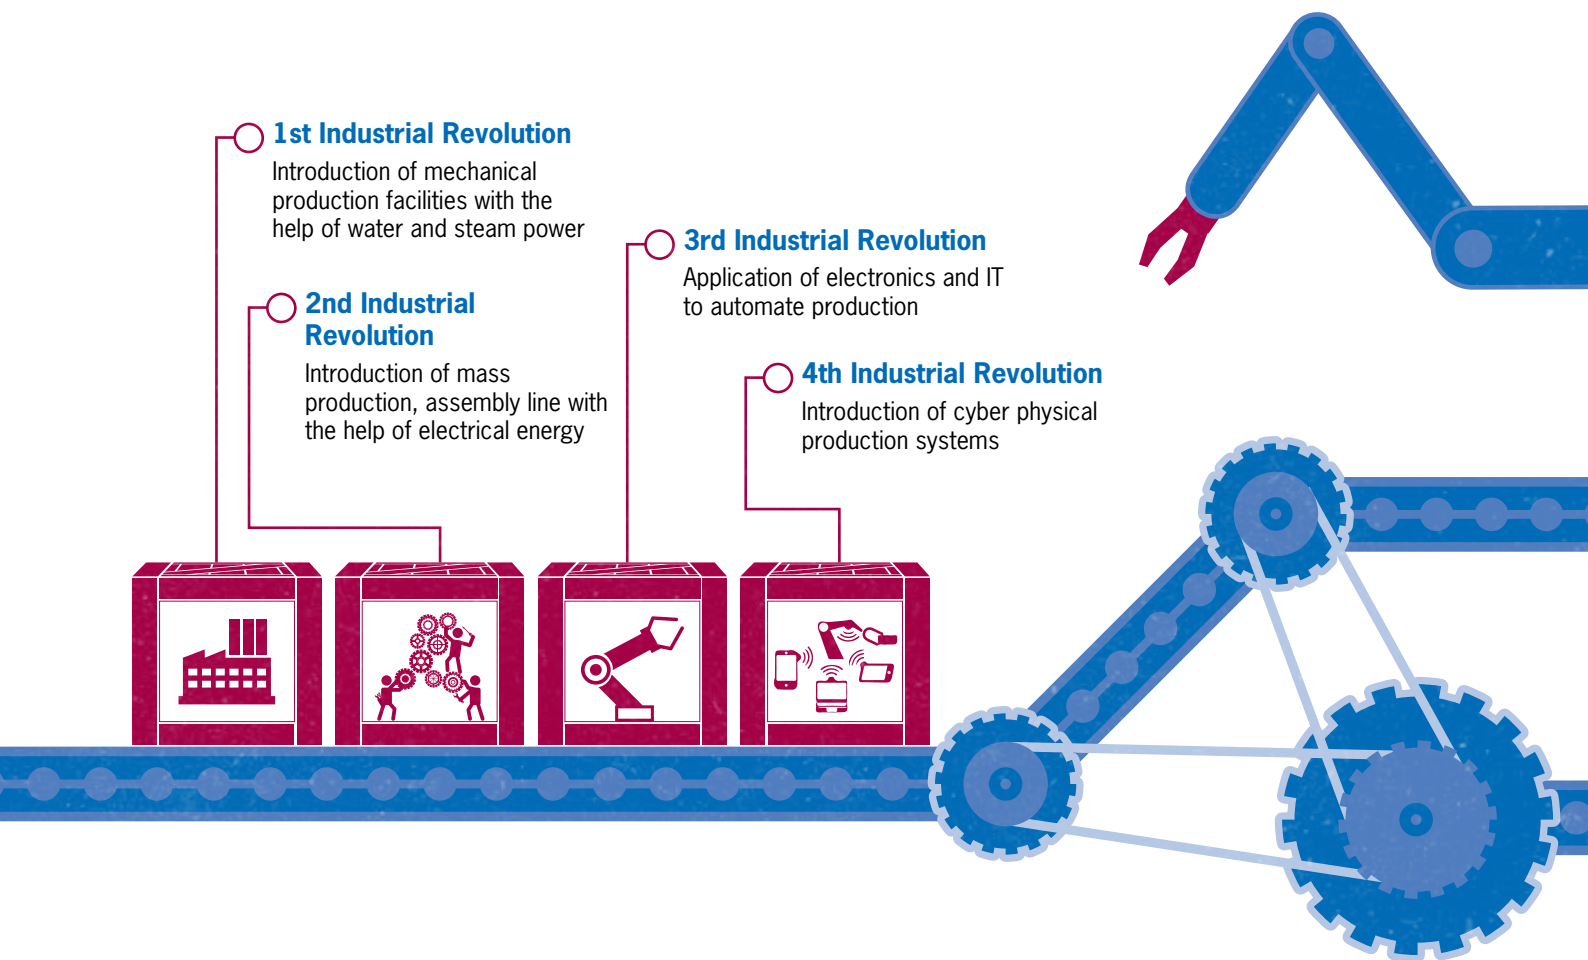 1st Industrial Revolution
Introduction of mechanical
production facilities with the
help of water and steam power
2nd Industrial
Revolution
Introduction of mass
production, assembly line with
the help of electrical energy
3rd Industrial Revolution
Application of electronics and IT
to automate production
4th Industrial Revolution
Introduction of cyber physical
production systems